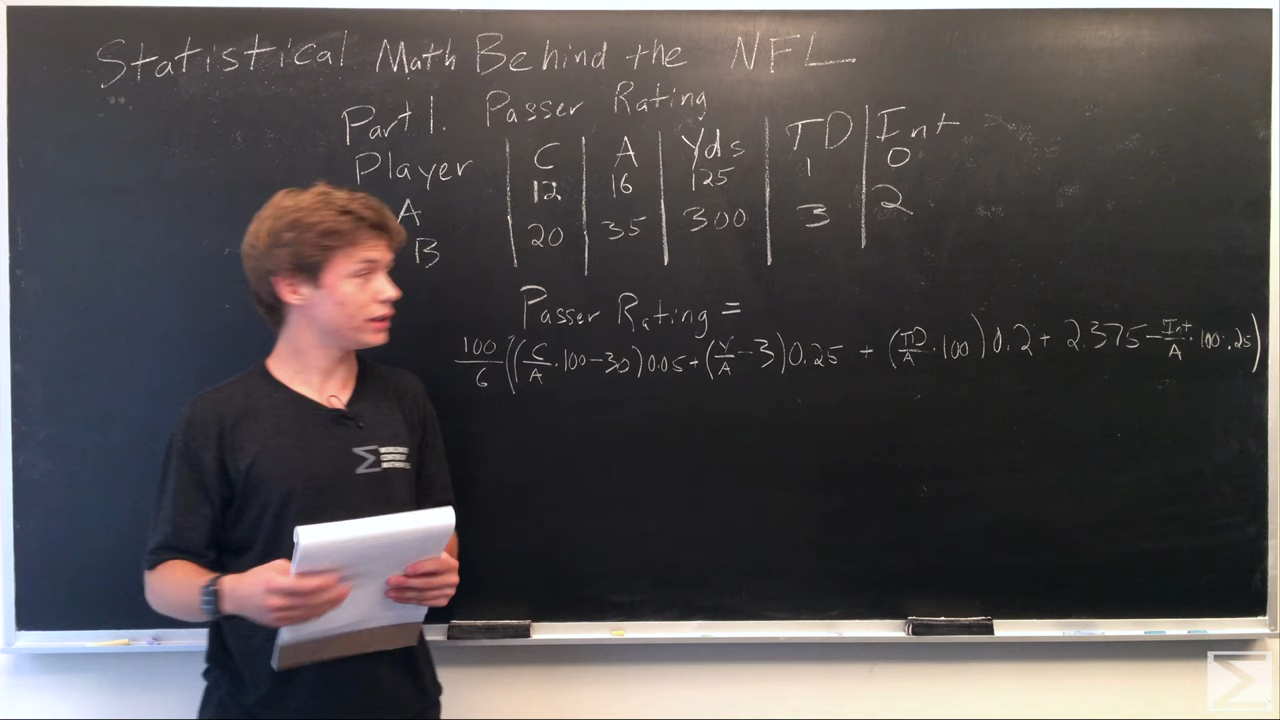 Statistical Math Behind the NFL
Part 1. Passer Rating
Player C A Yds TD Int
A 12 16 125 1 0
B 20 35 300 3 2
Passer Rating =
100/6 ((C/A · 100 - 30) 0.05 + (Y/A - 3) 0.25 + (TD/A · 100) 0.2 + 2.375 - Int/A · 100 · .25)
Σ
Σ